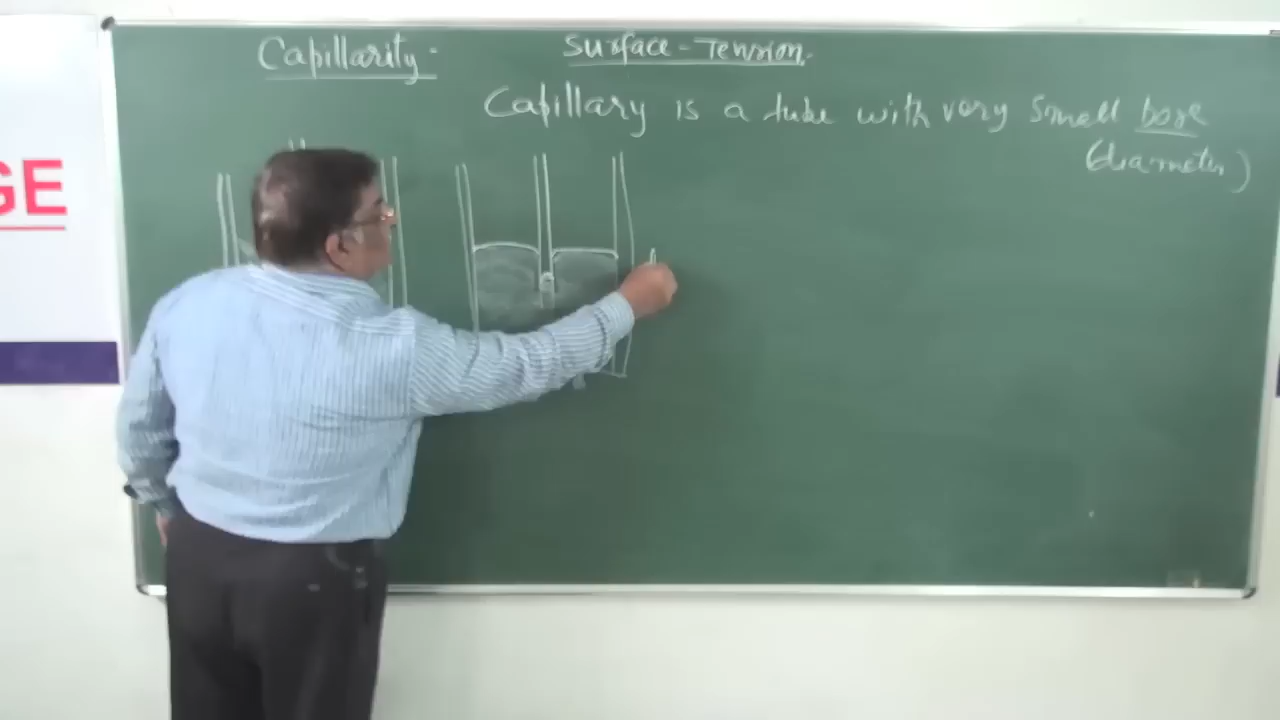 Capillarity.
Surface-Tension.
Capillary is a tube with very small bore
(diameter)
GE